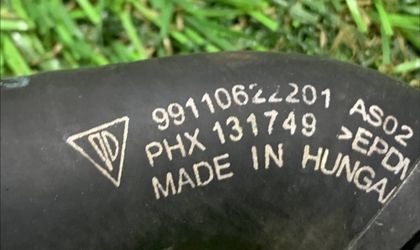 99110622201 AS02
PHX 131749 >EPDM
MADE IN HUNGA